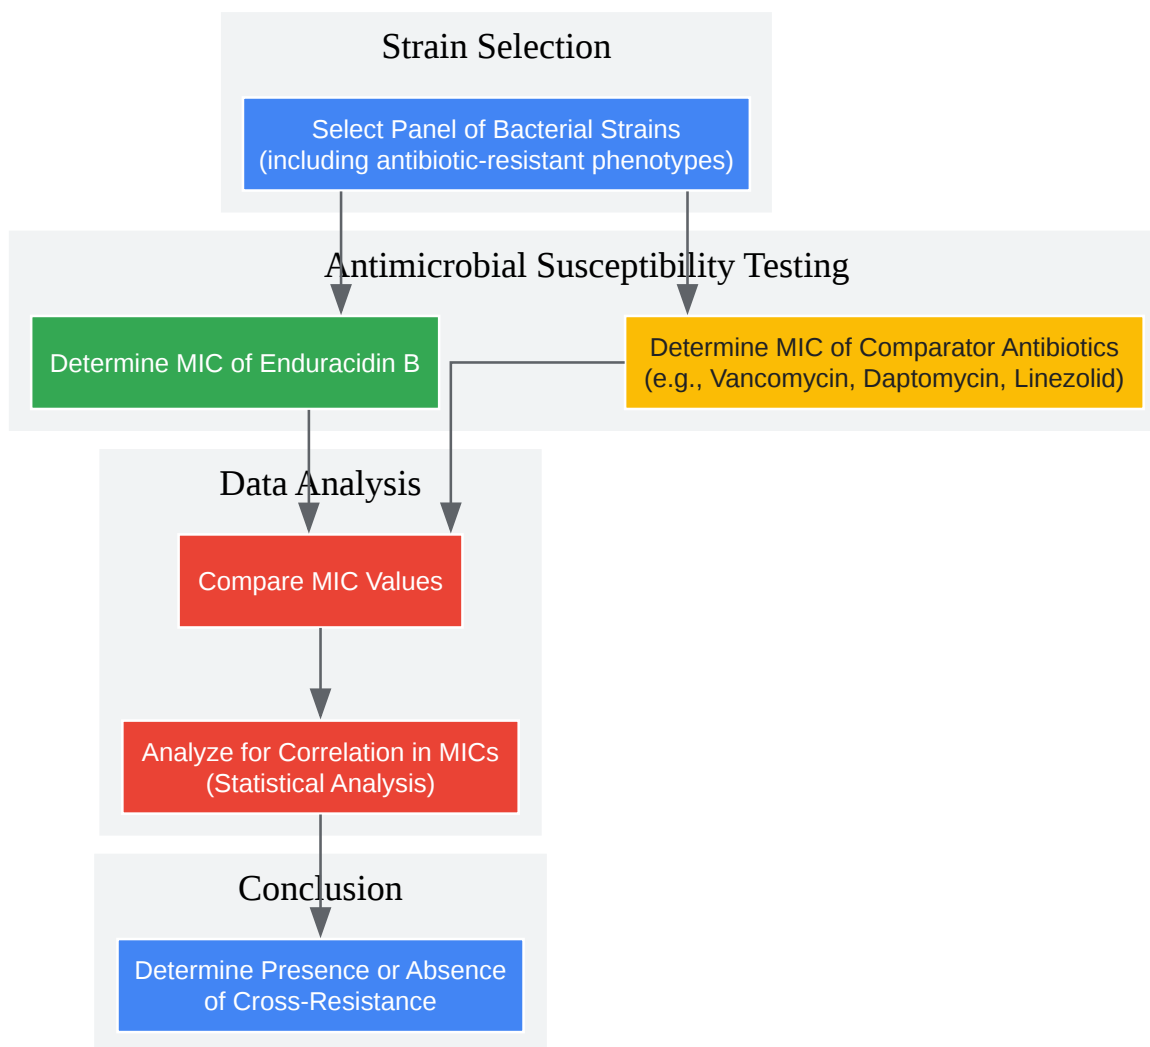 Strain Selection
Select Panel of Bacterial Strains
(including antibiotic-resistant phenotypes)
Antimicrobial Susceptibility Testing
Determine MIC of Enduracidin B
Determine MIC of Comparator Antibiotics
(e.g., Vancomycin, Daptomycin, Linezolid)
Data Analysis
Compare MIC Values
Analyze for Correlation in MICs
(Statistical Analysis)
Conclusion
Determine Presence or Absence
of Cross-Resistance